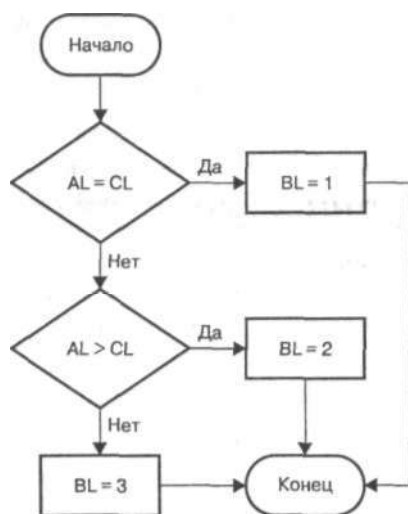 Начало
AL = CL
Да
BL = 1
Нет
AL > CL
Да
BL = 2
Нет
BL = 3
Конец